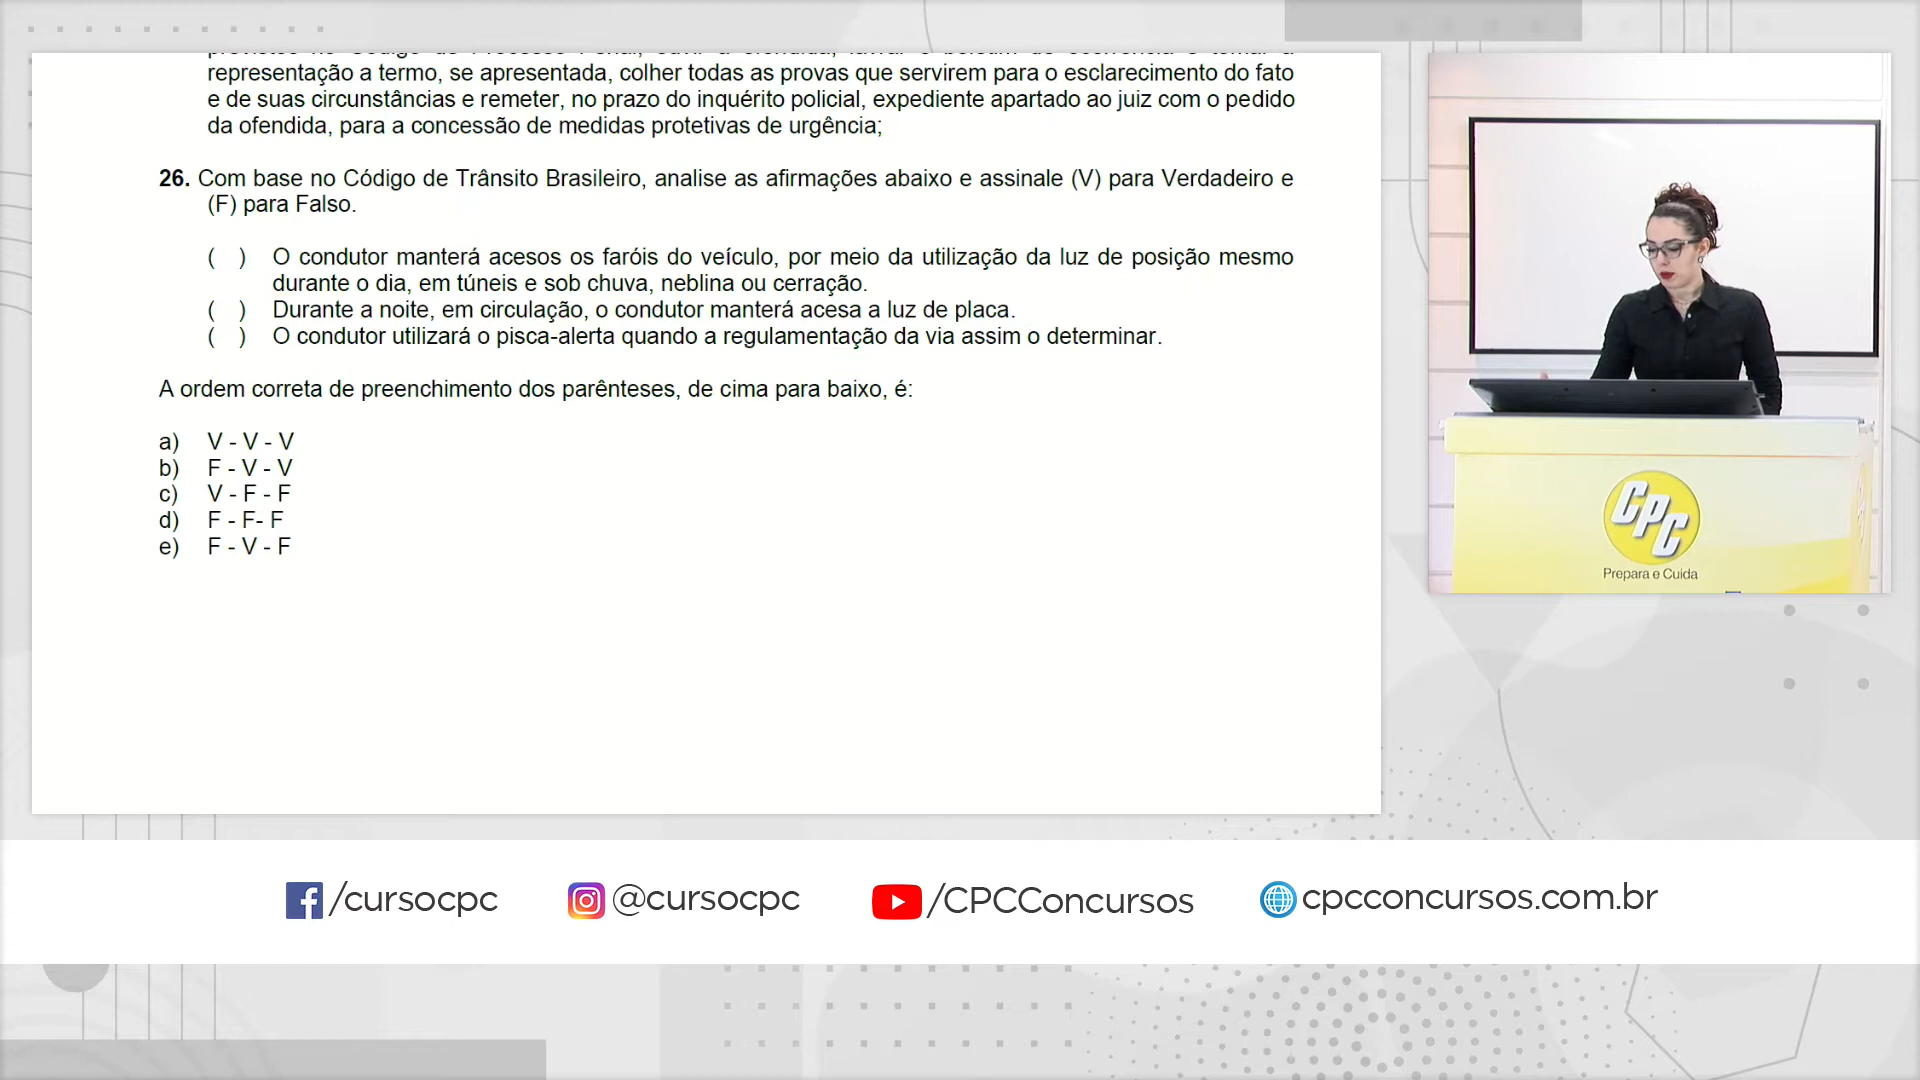 representação a termo, se apresentada, colher todas as provas que servirem para o esclarecimento do fato
e de suas circunstâncias e remeter, no prazo do inquérito policial, expediente apartado ao juiz com o pedido
da ofendida, para a concessão de medidas protetivas de urgência;
26. Com base no Código de Trânsito Brasileiro, analise as afirmações abaixo e assinale (V) para Verdadeiro e
(F) para Falso.
( ) O condutor manterá acesos os faróis do veículo, por meio da utilização da luz de posição mesmo
durante o dia, em túneis e sob chuva, neblina ou cerração.
( ) Durante a noite, em circulação, o condutor manterá acesa a luz de placa.
( ) O condutor utilizará o pisca-alerta quando a regulamentação da via assim o determinar.
A ordem correta de preenchimento dos parênteses, de cima para baixo, é:
a) V - V - V
b) F - V - V
c) V - F - F
d) F - F- F
e) F - V - F
CPC
Prepara e Cuida
/cursocpc
@cursocpc
/CPCConcursos
cpcconcursos.com.br